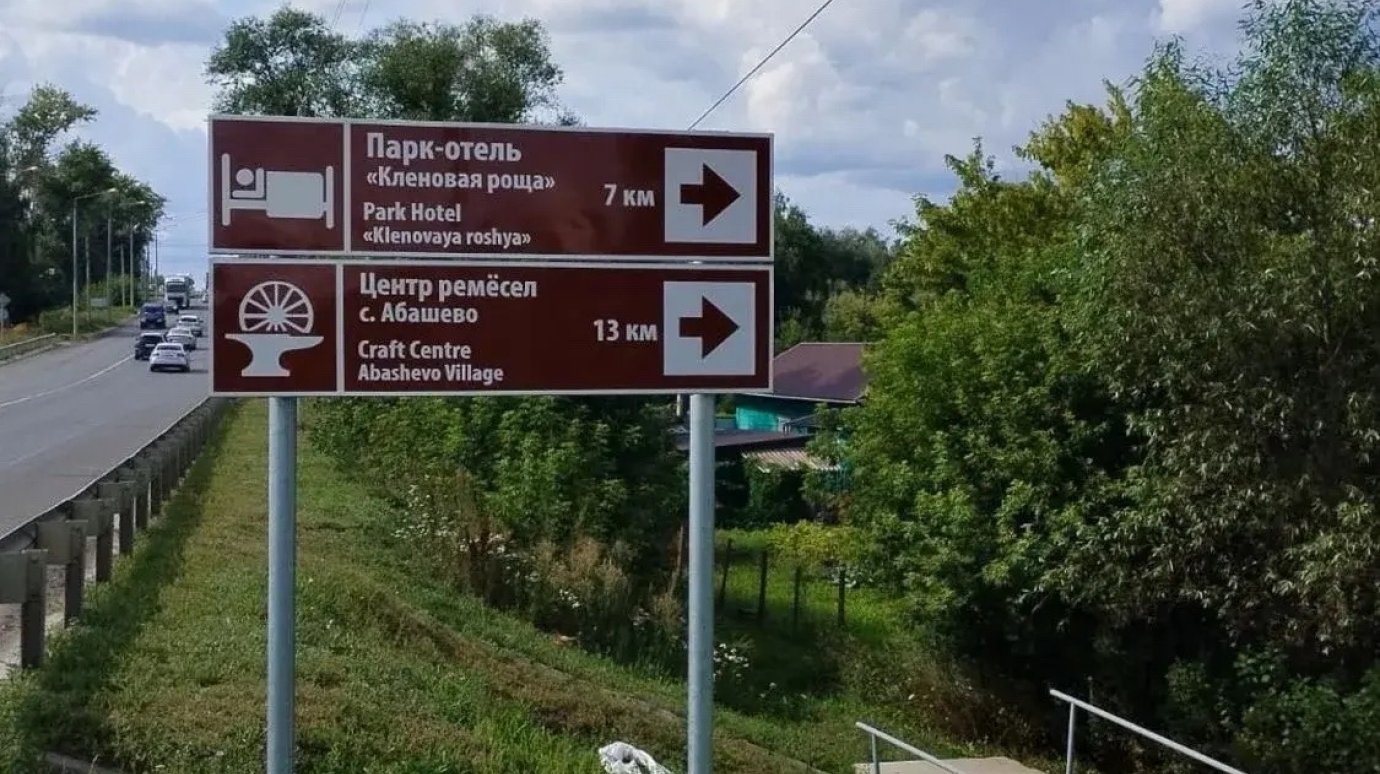 Парк-отель
«Кленовая роща»
7 км
Park Hotel
«Klenovaya roshya»
Центр ремёсел
с. Абашево
13 км
Craft Centre
Abashevo Village